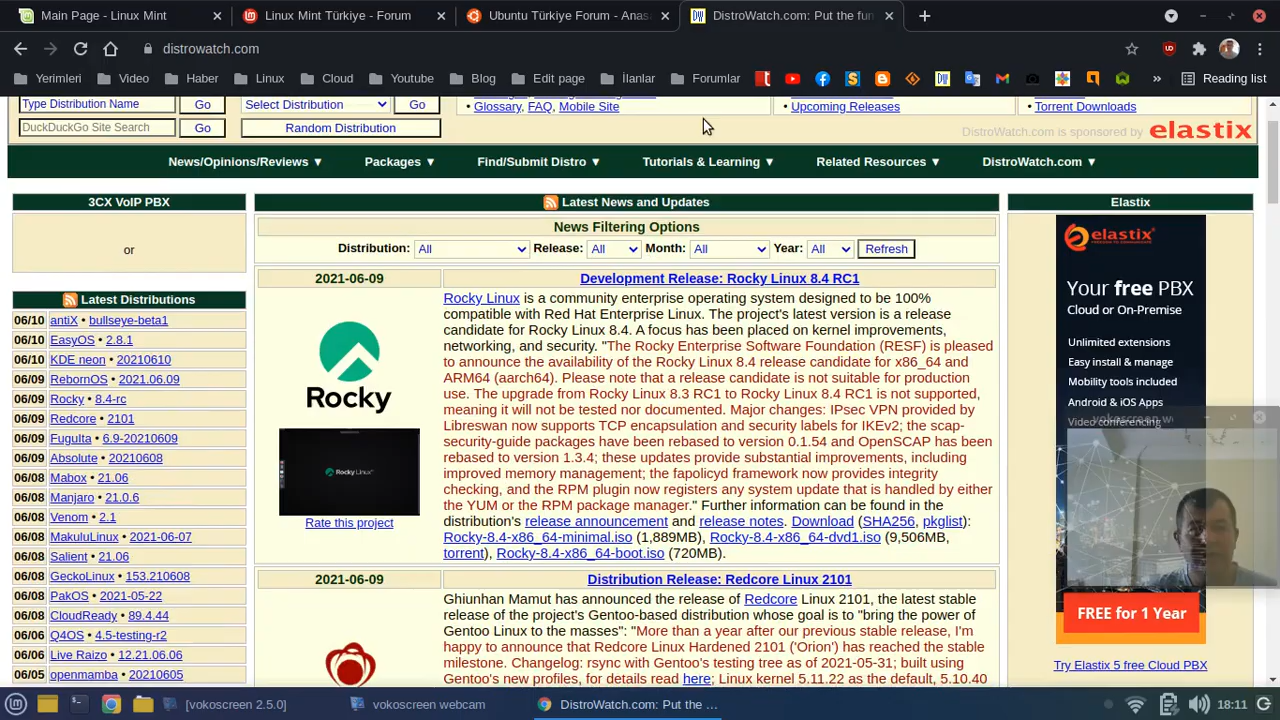 Main Page - Linux Mint
Linux Mint Türkiye - Forum
Ubuntu Türkiye Forum - Anas
DistroWatch.com: Put the fun
distrowatch.com
Yerimleri
Video
Haber
Linux
Cloud
Youtube
Blog
Edit page
İlanlar
Forumlar
»
Reading list
Type Distribution Name
Go
Select Distribution
Go
• Glossary, FAQ, Mobile Site
• Upcoming Releases
• Torrent Downloads
DuckDuckGo Site Search
Go
Random Distribution
DistroWatch.com is sponsored by elastix
News/Opinions/Reviews ▼
Packages ▼
Find/Submit Distro ▼
Tutorials & Learning ▼
Related Resources ▼
DistroWatch.com ▼
3CX VoIP PBX
or
Latest Distributions
06/10 antiX • bullseye-beta1
06/10 EasyOS • 2.8.1
06/10 KDE neon • 20210610
06/09 RebornOS • 2021.06.09
06/09 Rocky • 8.4-rc
06/09 Redcore • 2101
06/09 Fugulta • 6.9-20210609
06/09 Absolute • 20210608
06/08 Mabox • 21.06
06/08 Manjaro • 21.0.6
06/08 Venom • 2.1
06/08 MakuluLinux • 2021-06-07
06/08 Salient • 21.06
06/08 GeckoLinux • 153.210608
06/08 PakOS • 2021-05-22
06/08 CloudReady • 89.4.44
06/06 Q4OS • 4.5-testing-r2
06/06 Live Raizo • 12.21.06.06
06/05 openmamba • 20210605
Latest News and Updates
News Filtering Options
Distribution: All Release: All Month: All Year: All Refresh
2021-06-09
Development Release: Rocky Linux 8.4 RC1
Rocky
Rocky Linux
Rate this project
Rocky Linux is a community enterprise operating system designed to be 100%
compatible with Red Hat Enterprise Linux. The project's latest version is a release
candidate for Rocky Linux 8.4. A focus has been placed on kernel improvements,
networking, and security. "The Rocky Enterprise Software Foundation (RESF) is pleased
to announce the availability of the Rocky Linux 8.4 release candidate for x86_64 and
ARM64 (aarch64). Please note that a release candidate is not suitable for production
use. The upgrade from Rocky Linux 8.3 RC1 to Rocky Linux 8.4 RC1 is not supported,
meaning it will not be tested nor documented. Major changes: IPsec VPN provided by
Libreswan now supports TCP encapsulation and security labels for IKEv2; the scap-
security-guide packages have been rebased to version 0.1.54 and OpenSCAP has been
rebased to version 1.3.4; these updates provide substantial improvements, including
improved memory management; the fapolicyd framework now provides integrity
checking, and the RPM plugin now registers any system update that is handled by either
the YUM or the RPM package manager." Further information can be found in the
distribution's release announcement and release notes. Download (SHA256, pkglist):
Rocky-8.4-x86_64-minimal.iso (1,889MB), Rocky-8.4-x86_64-dvd1.iso (9,506MB,
torrent), Rocky-8.4-x86_64-boot.iso (720MB).
2021-06-09
Distribution Release: Redcore Linux 2101
Ghiunhan Mamut has announced the release of Redcore Linux 2101, the latest stable
release of the project's Gentoo-based distribution whose goal is to "bring the power of
Gentoo Linux to the masses": "More than a year after our previous stable release, I'm
happy to announce that Redcore Linux Hardened 2101 ('Orion') has reached the stable
milestone. Changelog: rsync with Gentoo's testing tree as of 2021-05-31; built using
Gentoo's new profiles, for details read here; Linux kernel 5.11.22 as the default, 5.10.40
Elastix
elastix
Your free PBX
Cloud or On-Premise
Unlimited extensions
Easy install & manage
Mobility tools included
Android & iOS Apps
Video conferencing
vokoscreen w
FREE for 1 Year
Try Elastix 5 free Cloud PBX
[vokoscreen 2.5.0]
vokoscreen webcam
DistroWatch.com: Put the ...
18:11